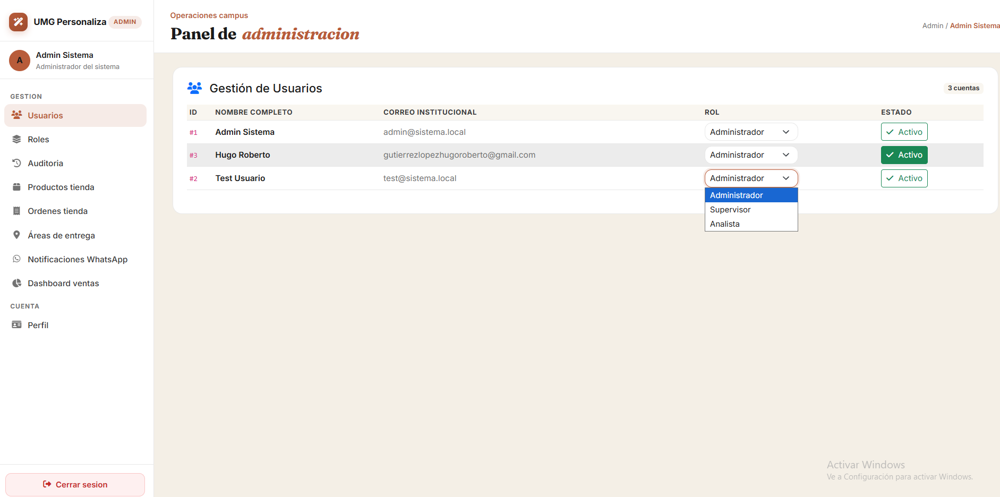 UMG Personaliza ADMIN
A
Admin Sistema
Administrador del sistema
GESTION
Usuarios
Roles
Auditoria
Productos tienda
Ordenes tienda
Áreas de entrega
Notificaciones WhatsApp
Dashboard ventas
CUENTA
Perfil
Cerrar sesion
Operaciones campus
Panel de administracion
Admin / Admin Sistema
Gestión de Usuarios
3 cuentas
ID NOMBRE COMPLETO CORREO INSTITUCIONAL ROL ESTADO
#1 Admin Sistema admin@sistema.local Administrador Activo
#3 Hugo Roberto gutierrezlopezhugoroberto@gmail.com Administrador Activo
#2 Test Usuario test@sistema.local Administrador Activo
Administrador
Supervisor
Analista
Activar Windows
Ve a Configuración para activar Windows.